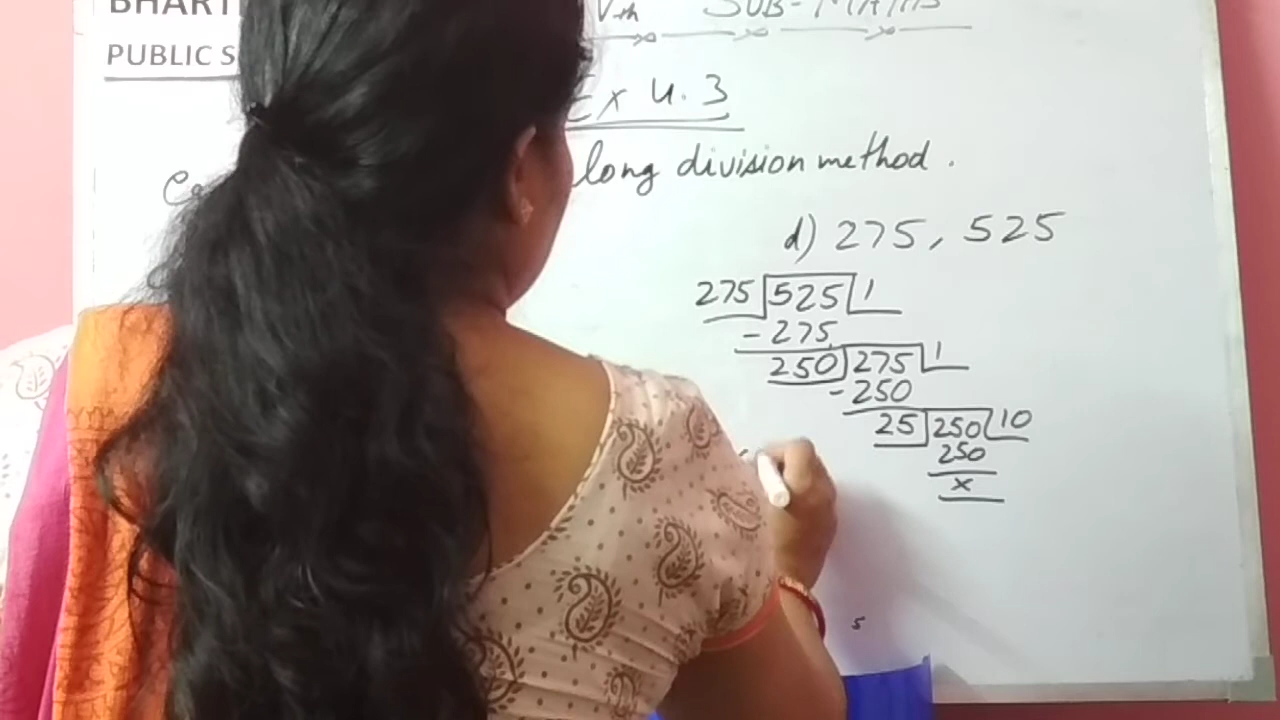 Vth SUB-MATHS
PUBLIC
Ex 4.3
long division method.
d) 275, 525
275 525 1
-275
250 275 1
-250
25 250 10
250
x